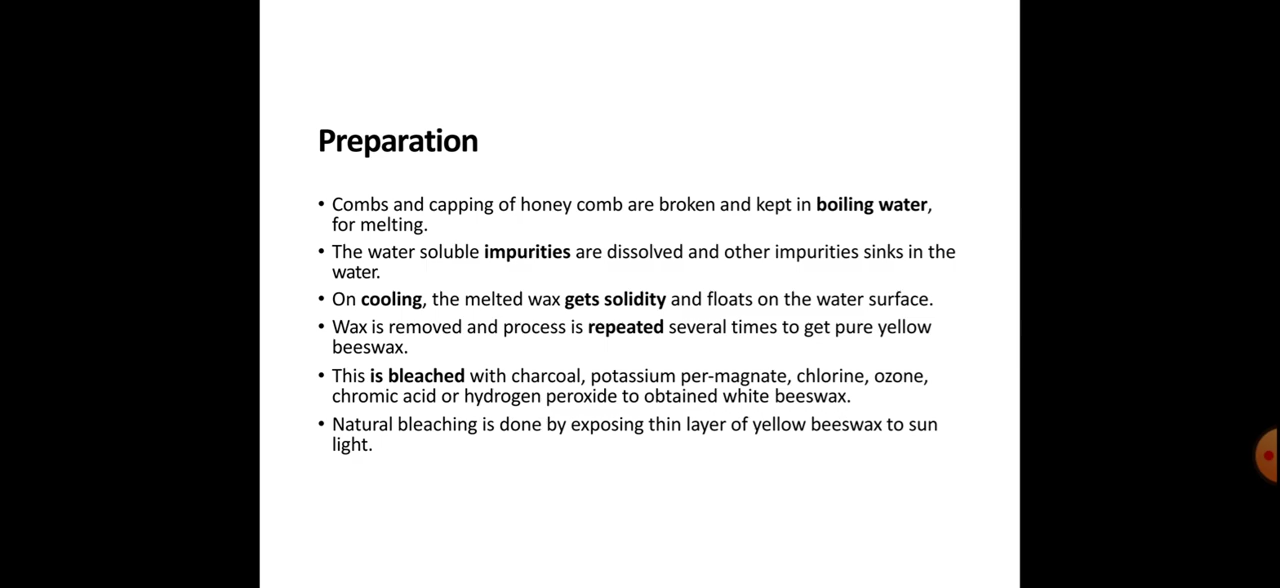 Preparation
• Combs and capping of honey comb are broken and kept in boiling water,
for melting.
• The water soluble impurities are dissolved and other impurities sinks in the
water.
• On cooling, the melted wax gets solidity and floats on the water surface.
• Wax is removed and process is repeated several times to get pure yellow
beeswax.
• This is bleached with charcoal, potassium per-magnate, chlorine, ozone,
chromic acid or hydrogen peroxide to obtained white beeswax.
• Natural bleaching is done by exposing thin layer of yellow beeswax to sun
light.